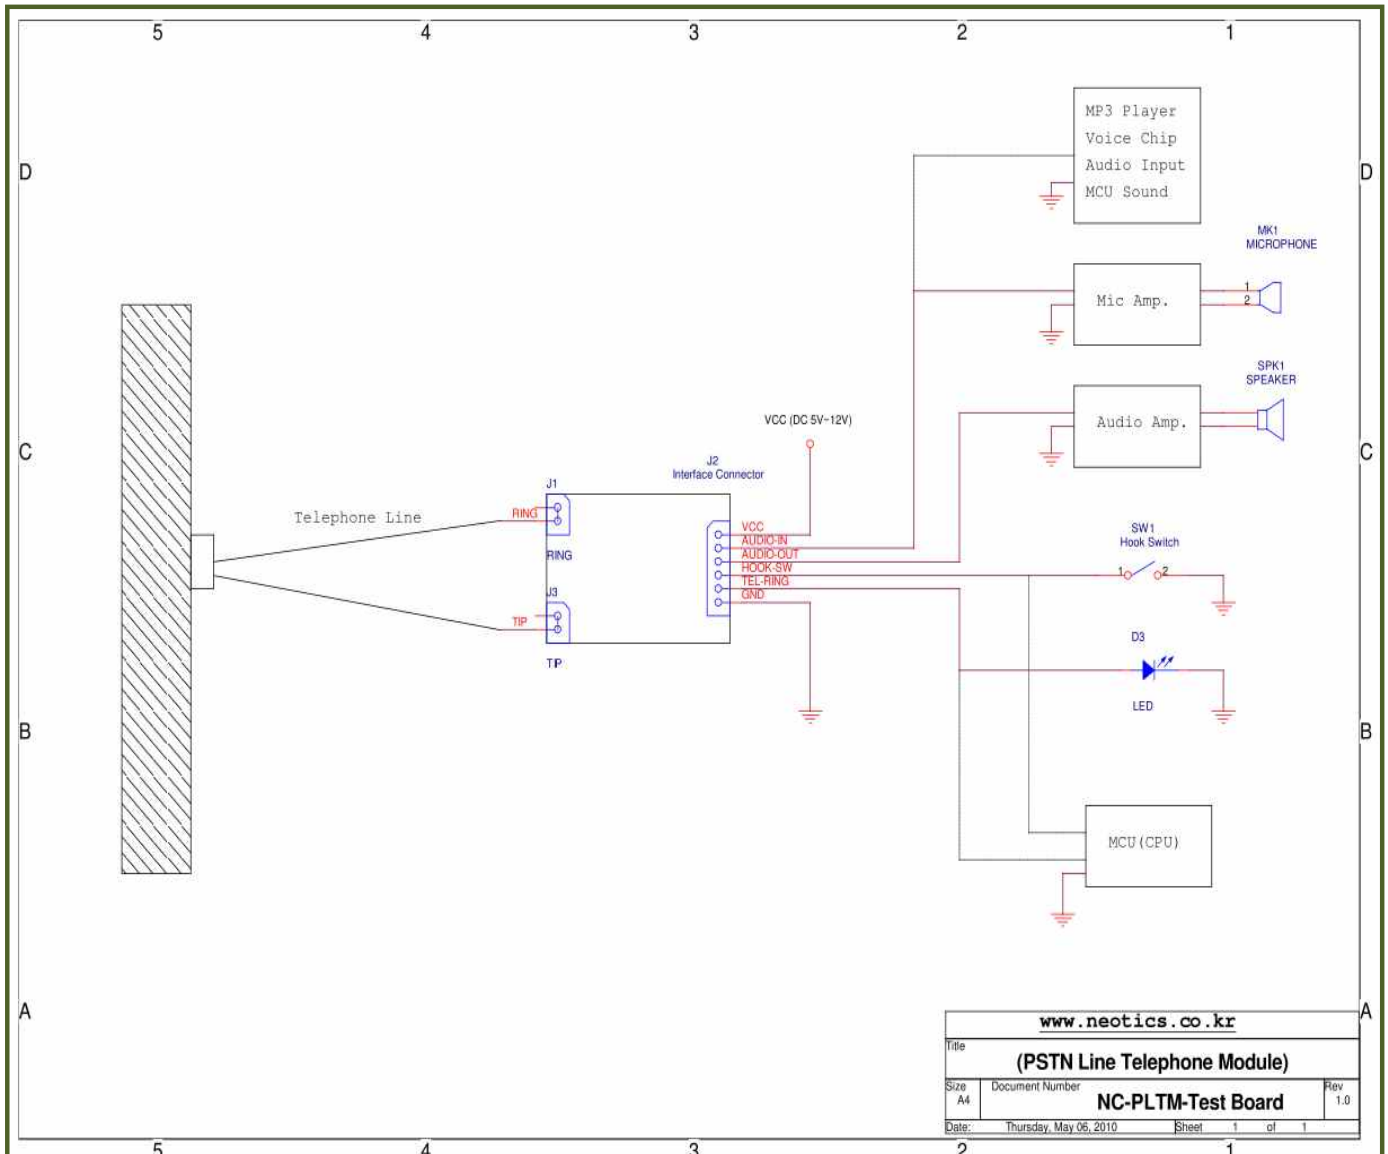 5 4 3 2 1
MP3 Player
Voice Chip
Audio Input
MCU Sound
D D
MK1
MICROPHONE
1
2
Mic Amp.
SPK1
SPEAKER
Audio Amp.
VCC (DC 5V~12V)
C C
J2
Interface Connector
J1
RING
Telephone Line
RING
VCC
AUDIO-IN
AUDIO-OUT
HOOK-SW
TEL-RING
GND
SW1
Hook Switch
1 2
J3
TIP
TIP
D3
LED
B B
MCU(CPU)
A A
www.neotics.co.kr
Title
(PSTN Line Telephone Module)
Size
A4
Document Number
NC-PLTM-Test Board
Rev
1.0
Date: Thursday, May 06, 2010 Sheet 1 of 1
5 4 3 2 1